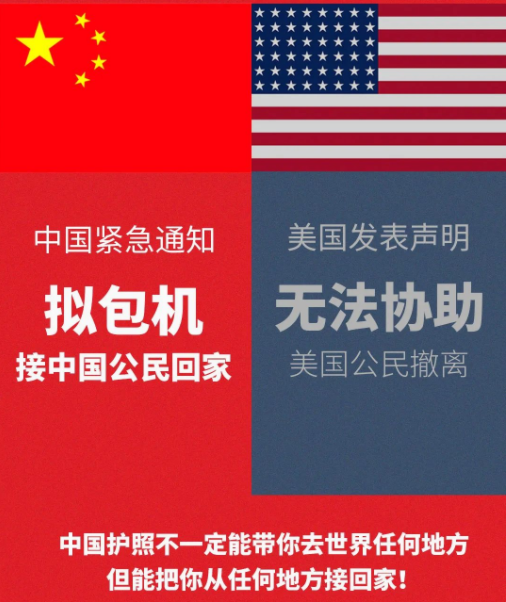 中国紧急通知
拟包机
接中国公民回家
美国发表声明
无法协助
美国公民撤离
中国护照不一定能带你去世界任何地方
但能把你从任何地方接回家！